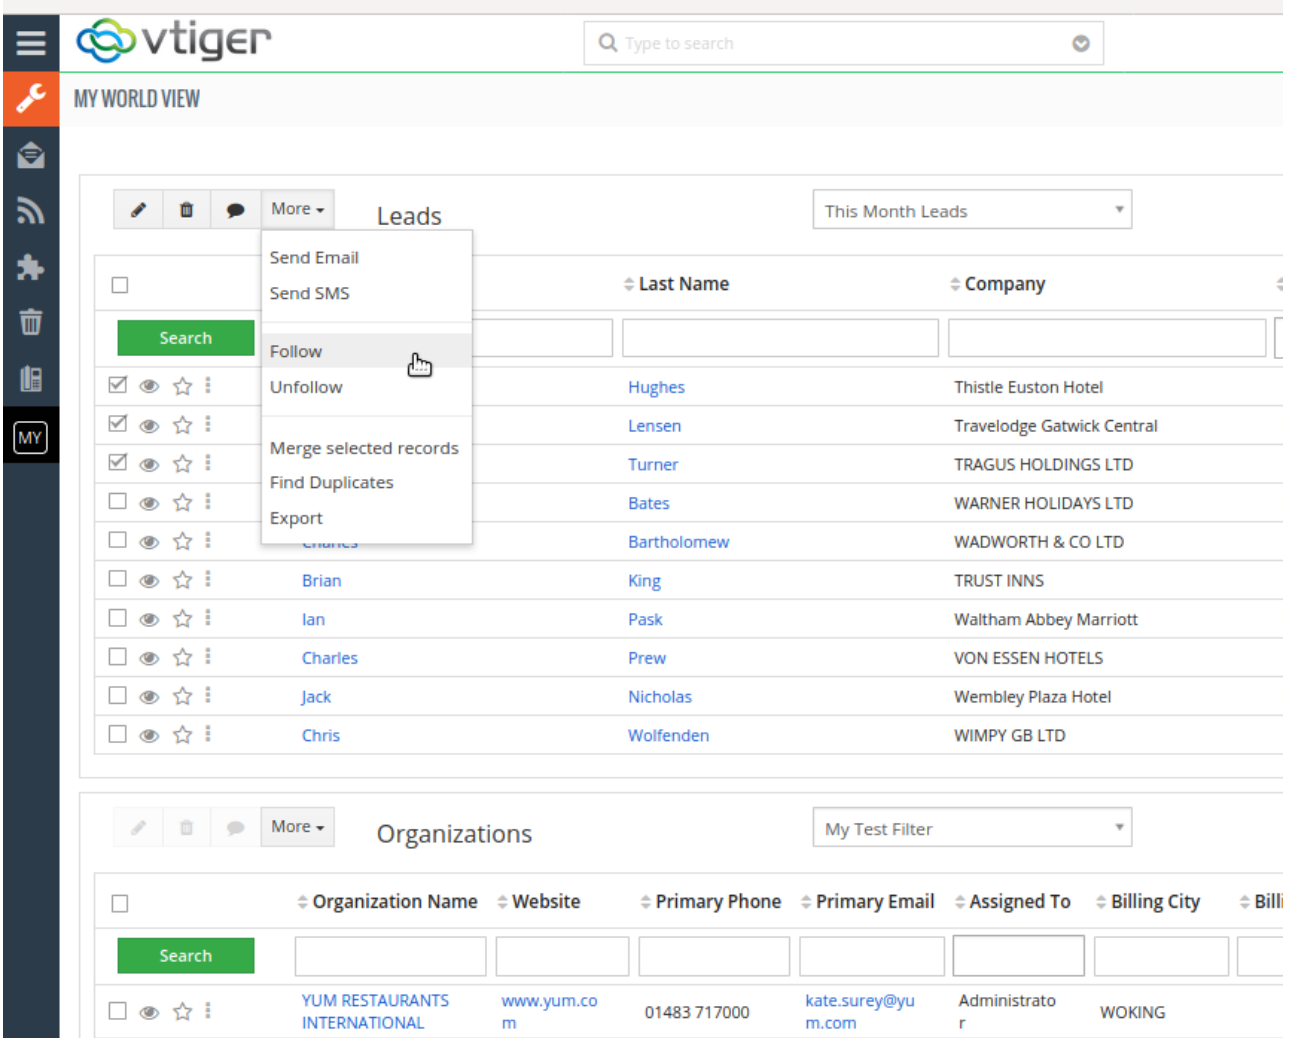 vtiger
Type to search
MY WORLD VIEW
More
Leads
This Month Leads
Send Email
Send SMS
Last Name
Company
Search
Follow
Unfollow
Hughes
Thistle Euston Hotel
Lensen
Travelodge Gatwick Central
MY
Merge selected records
Turner
TRAGUS HOLDINGS LTD
Find Duplicates
Bates
WARNER HOLIDAYS LTD
Export
Charles
Bartholomew
WADWORTH & CO LTD
Brian
King
TRUST INNS
Ian
Pask
Waltham Abbey Marriott
Charles
Prew
VON ESSEN HOTELS
Jack
Nicholas
Wembley Plaza Hotel
Chris
Wolfenden
WIMPY GB LTD
More
Organizations
My Test Filter
Organization Name
Website
Primary Phone
Primary Email
Assigned To
Billing City
Billi
Search
YUM RESTAURANTS
INTERNATIONAL
www.yum.co
m
01483 717000
kate.surey@yu
m.com
Administrato
r
WOKING